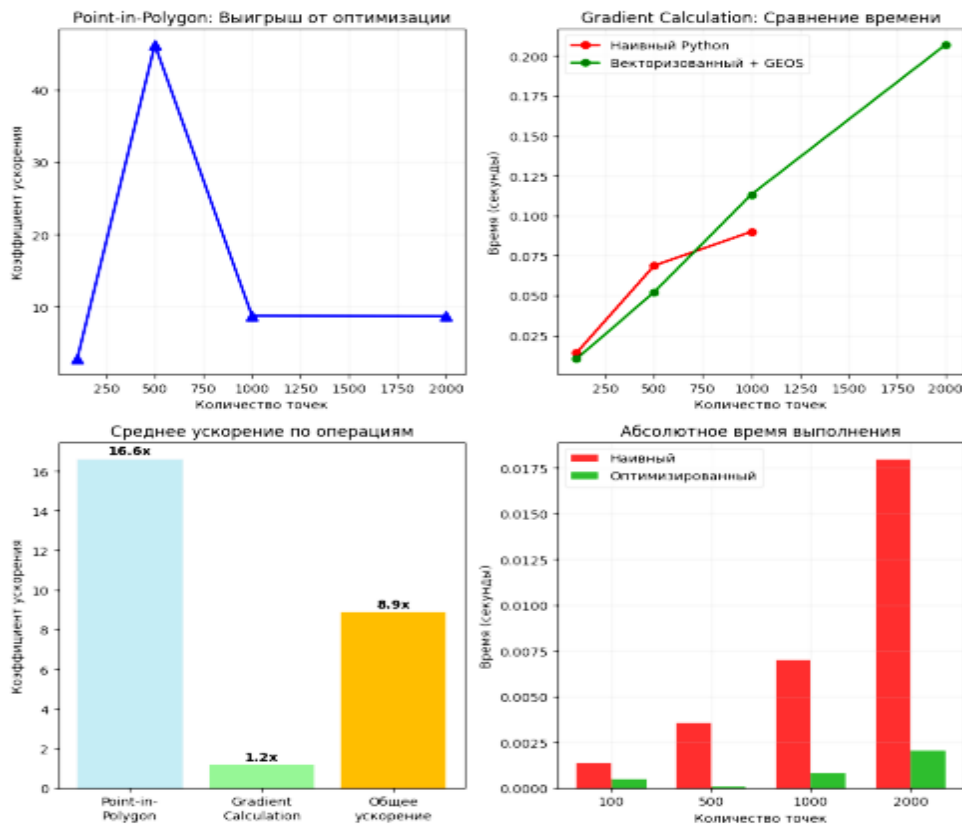 Point-in-Polygon: Выигрыш от оптимизации
Коэффициент ускорения
40
30
20
10
250 500 750 1000 1250 1500 1750 2000
Количество точек
Gradient Calculation: Сравнение времени
Наивный Python
Векторизованный + GEOS
Время (секунды)
0.200
0.175
0.150
0.125
0.100
0.075
0.050
0.025
250 500 750 1000 1250 1500 1750 2000
Количество точек
Среднее ускорение по операциям
Коэффициент ускорения
16
14
12
10
8
6
4
2
0
16.6x
1.2x
8.9x
Point-in-
Polygon
Gradient
Calculation
Общее
ускорение
Абсолютное время выполнения
Наивный
Оптимизированный
Время (секунды)
0.0175
0.0150
0.0125
0.0100
0.0075
0.0050
0.0025
0.0000
100 500 1000 2000
Количество точек